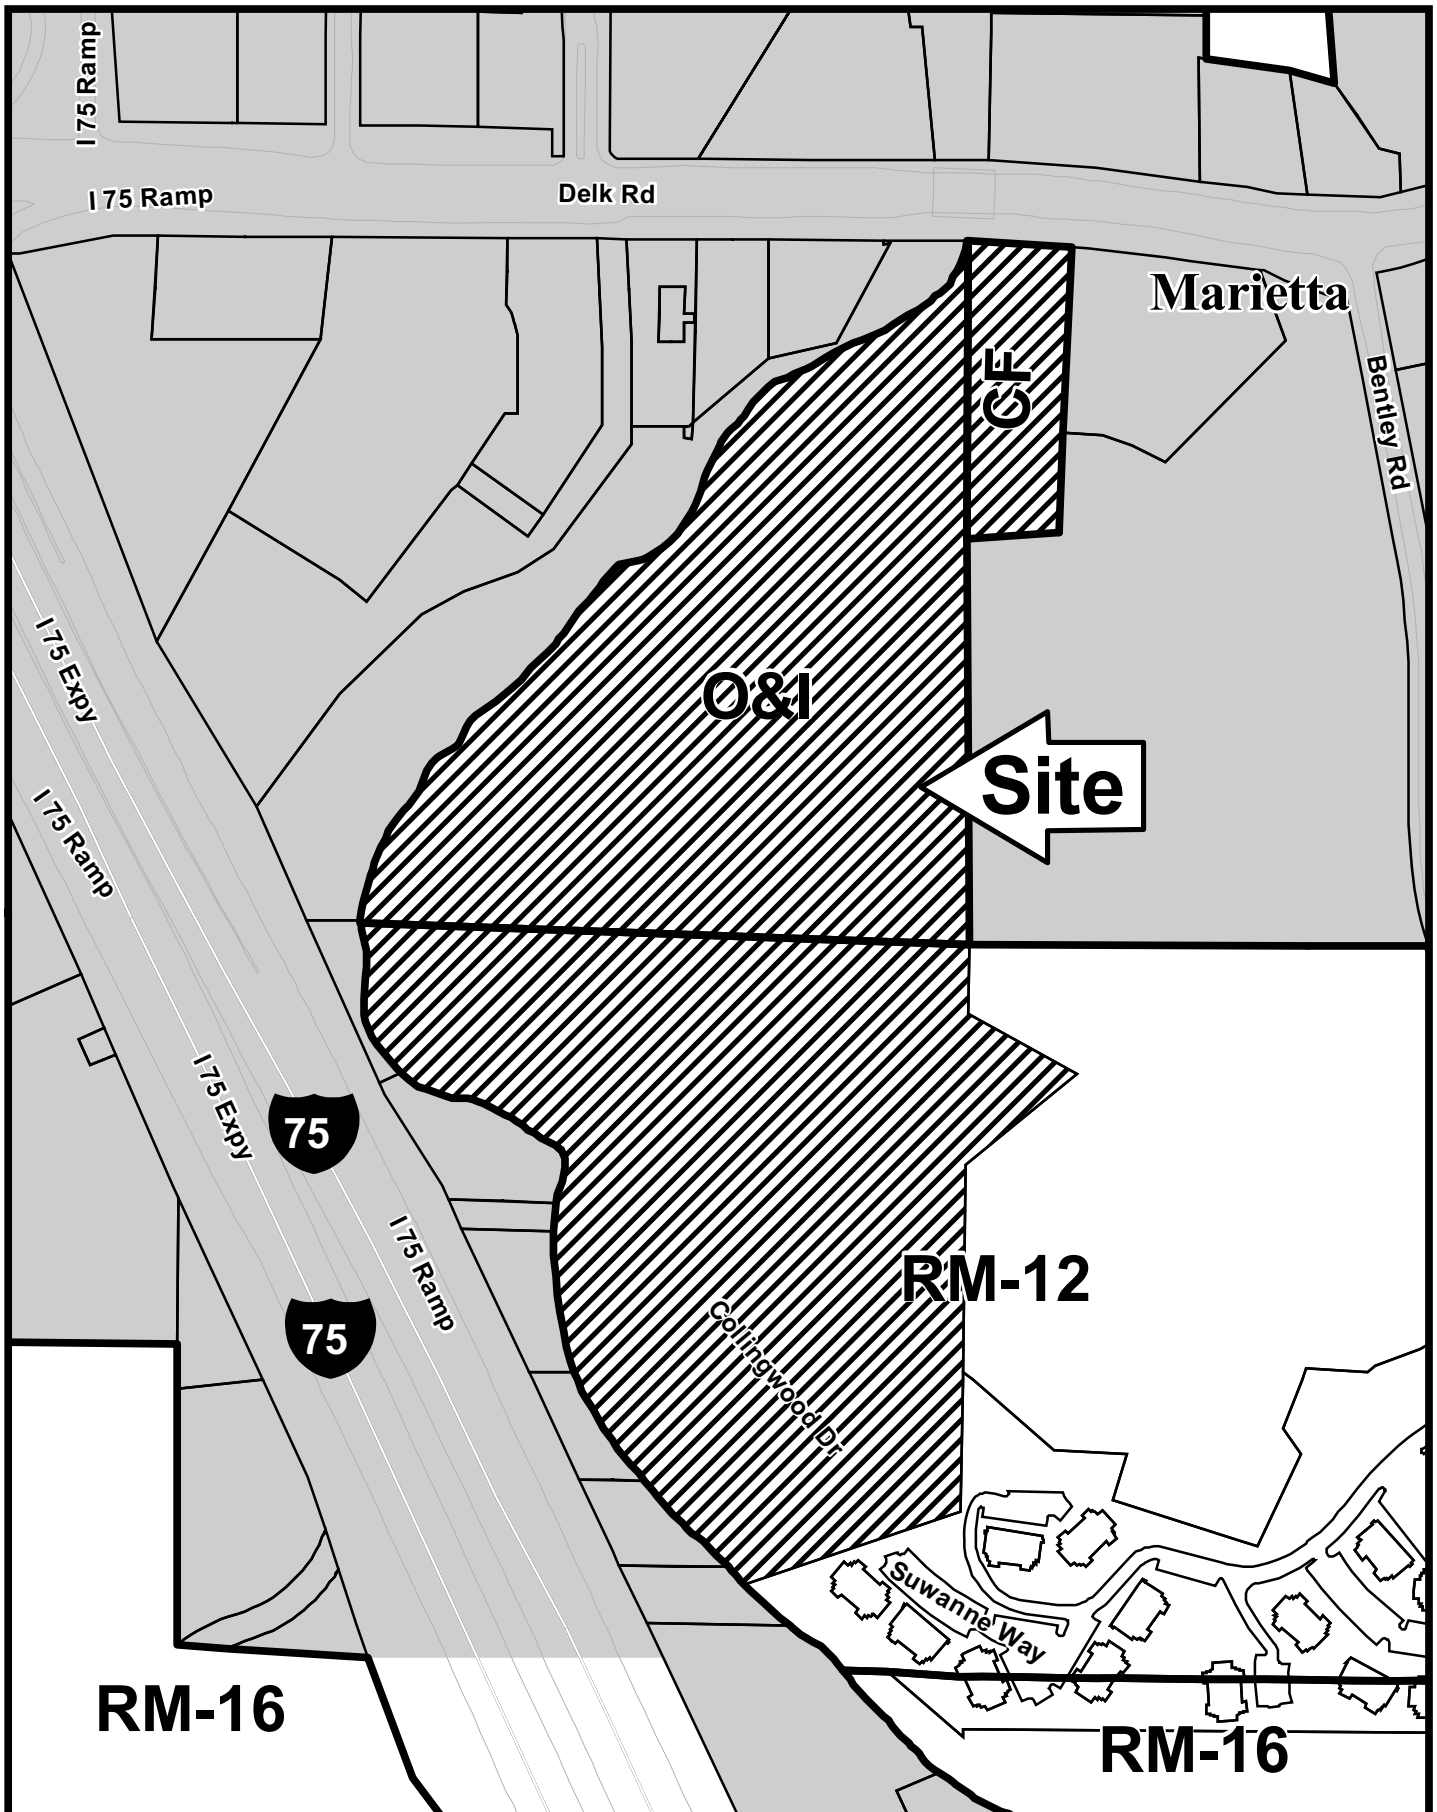 I 75 Ramp
I 75 Ramp
Delk Rd
Marietta
CF
Bentley Rd
I 75 Expy
O&I
Site
I 75 Ramp
I 75 Expy
75
I 75 Ramp
RM-12
75
Collingwood Dr
Suwanne Way
RM-16
RM-16